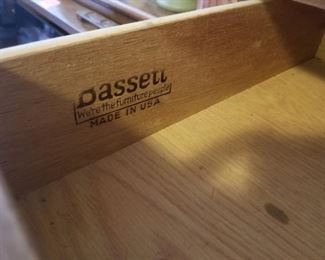 Bassett
We're the furniture people
MADE IN USA